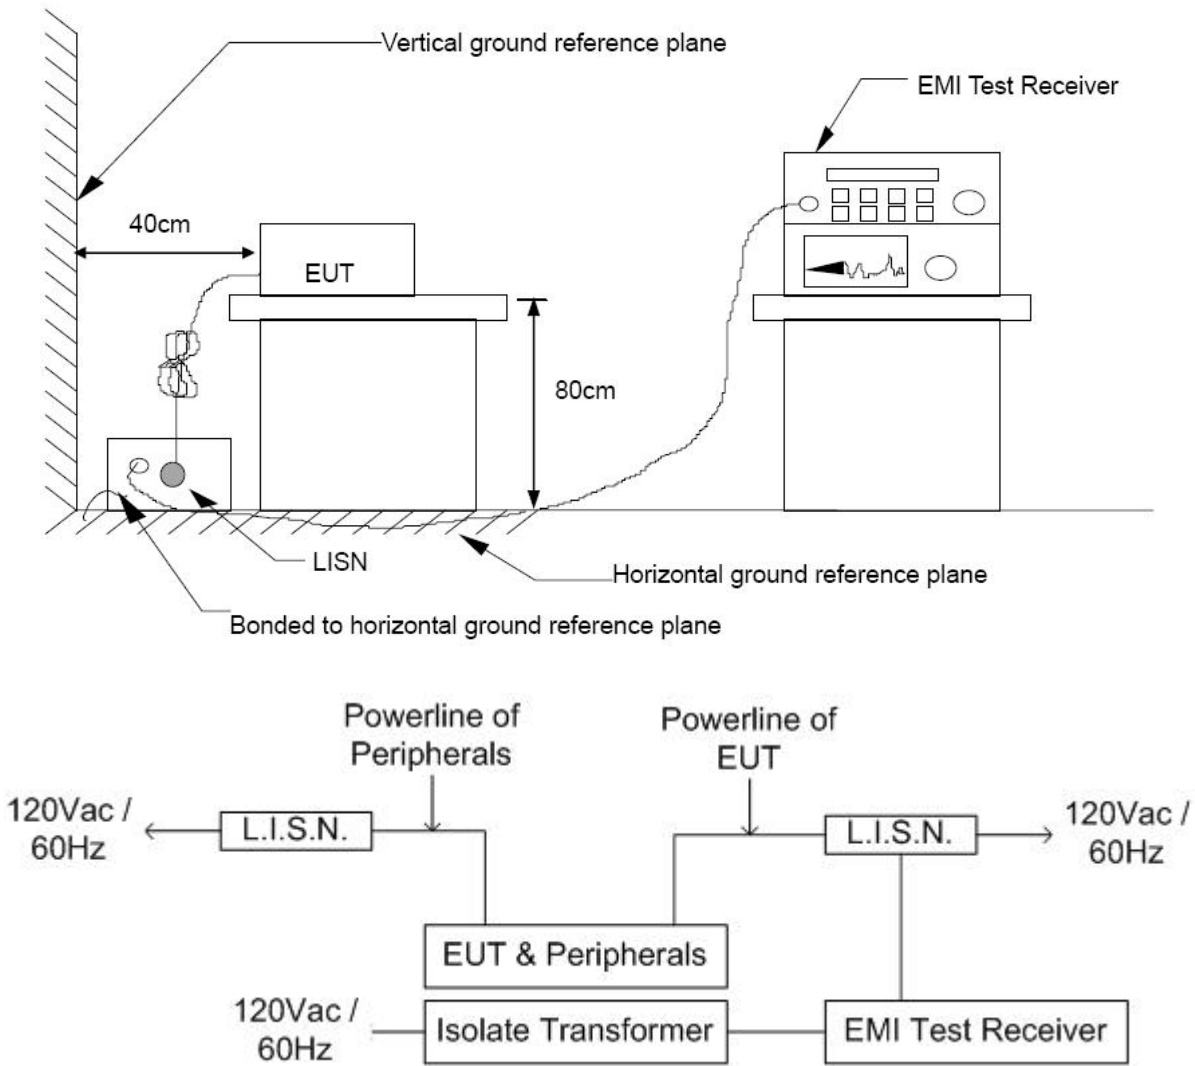 Vertical ground reference plane
EMI Test Receiver
40cm
EUT
80cm
LISN
Horizontal ground reference plane
Bonded to horizontal ground reference plane
Powerline of
Peripherals
Powerline of
EUT
120Vac /
60Hz
L.I.S.N.
L.I.S.N.
120Vac /
60Hz
EUT & Peripherals
120Vac /
60Hz
Isolate Transformer
EMI Test Receiver